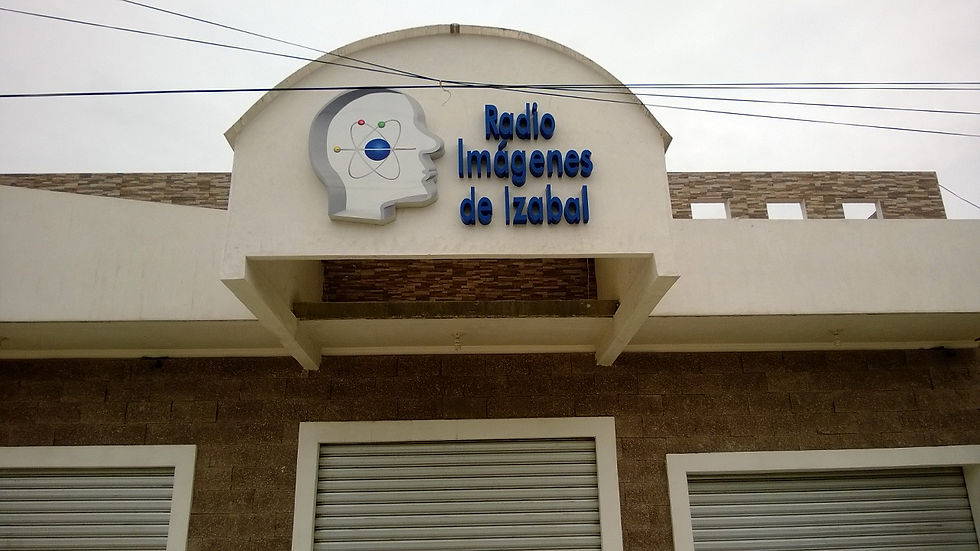 Radio
Imágenes
de Izabal